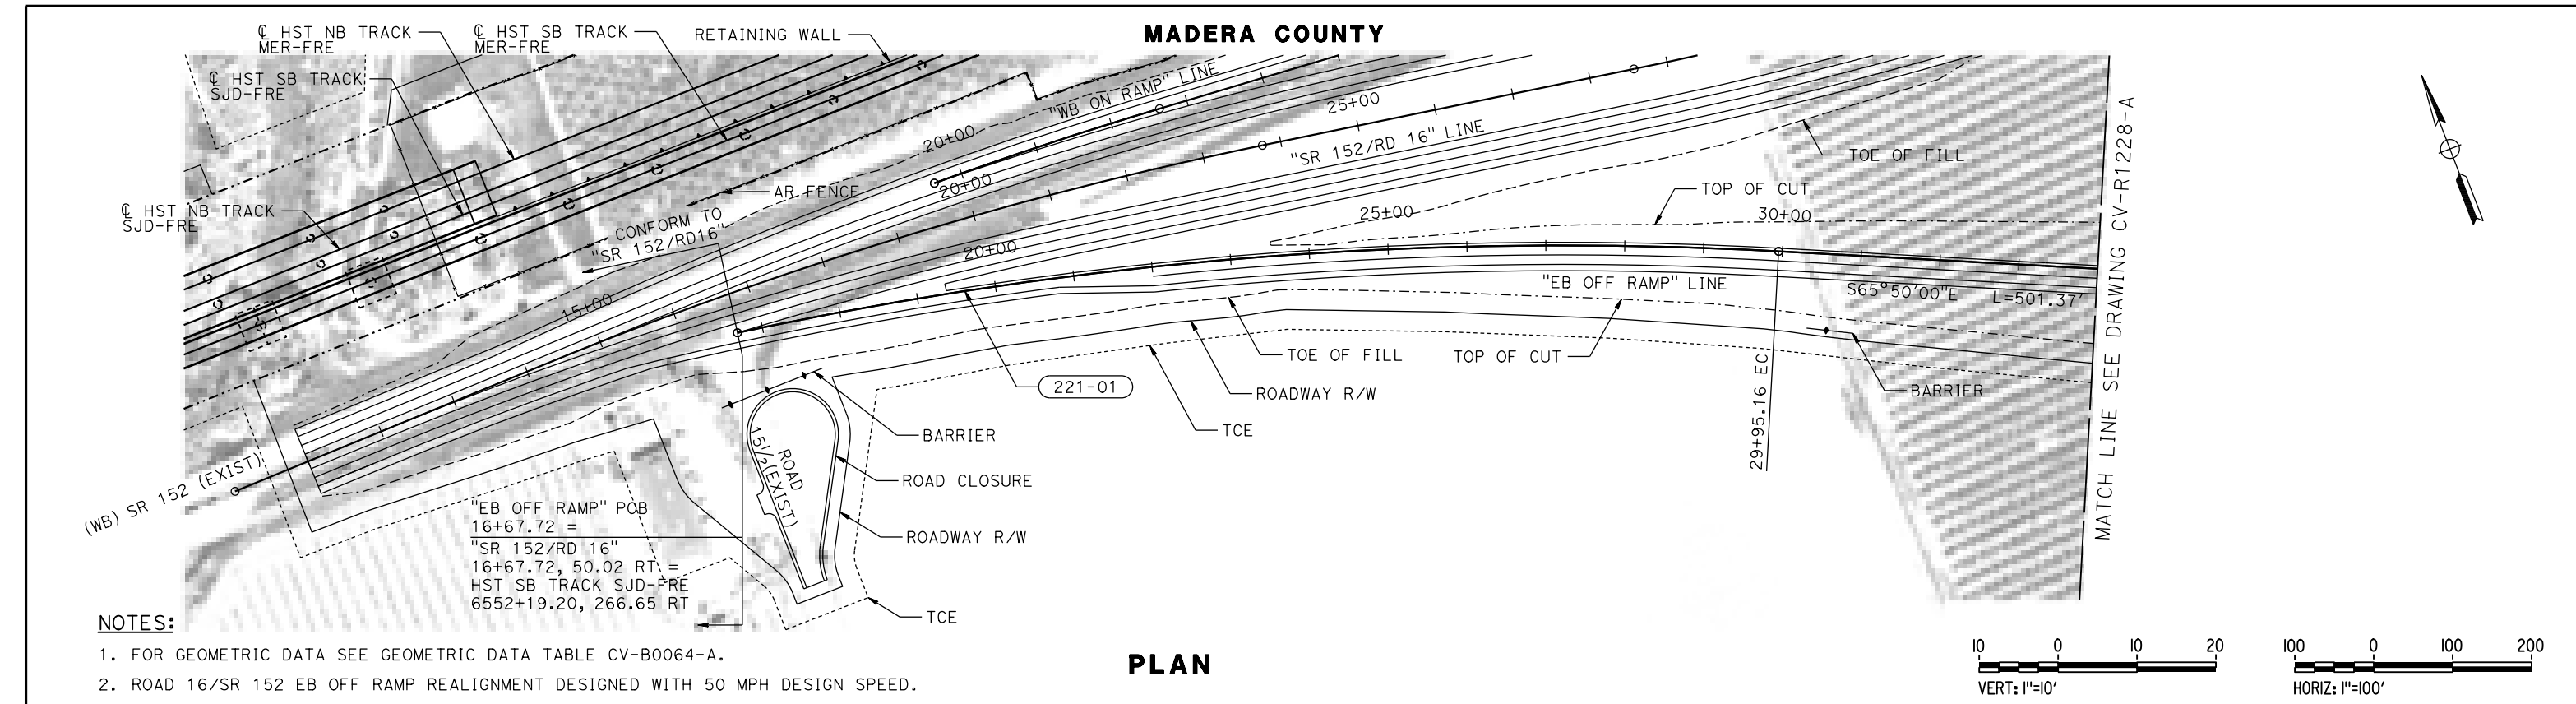 MADERA COUNTY
℄ HST NB TRACK
MER-FRE
℄ HST SB TRACK
MER-FRE
RETAINING WALL
℄ HST SB TRACK
SJD-FRE
℄ HST NB TRACK
SJD-FRE
"WB ON RAMP" LINE
20+00
20+00
25+00
"SR 152/RD 16" LINE
AR FENCE
CONFORM TO
"SR 152/RD16"
20+00
15+00
25+00
30+00
TOE OF FILL
TOP OF CUT
"EB OFF RAMP" LINE
S65°50'00"E L=501.37'
MATCH LINE SEE DRAWING CV-R1228-A
TOE OF FILL
TOP OF CUT
29+95.16 EC
BARRIER
221-01
ROADWAY R/W
TCE
BARRIER
ROAD CLOSURE
ROADWAY R/W
TCE
ROAD
15 1/2(EXIST)
(WB) SR 152 (EXIST)
"EB OFF RAMP" POB
16+67.72 =
"SR 152/RD 16"
16+67.72, 50.02 RT =
HST SB TRACK SJD-FRE
6552+19.20, 266.65 RT
NOTES:
1. FOR GEOMETRIC DATA SEE GEOMETRIC DATA TABLE CV-B0064-A.
2. ROAD 16/SR 152 EB OFF RAMP REALIGNMENT DESIGNED WITH 50 MPH DESIGN SPEED.
PLAN
10 0 10 20
VERT: 1"=10'
100 0 100 200
HORIZ: 1"=100'